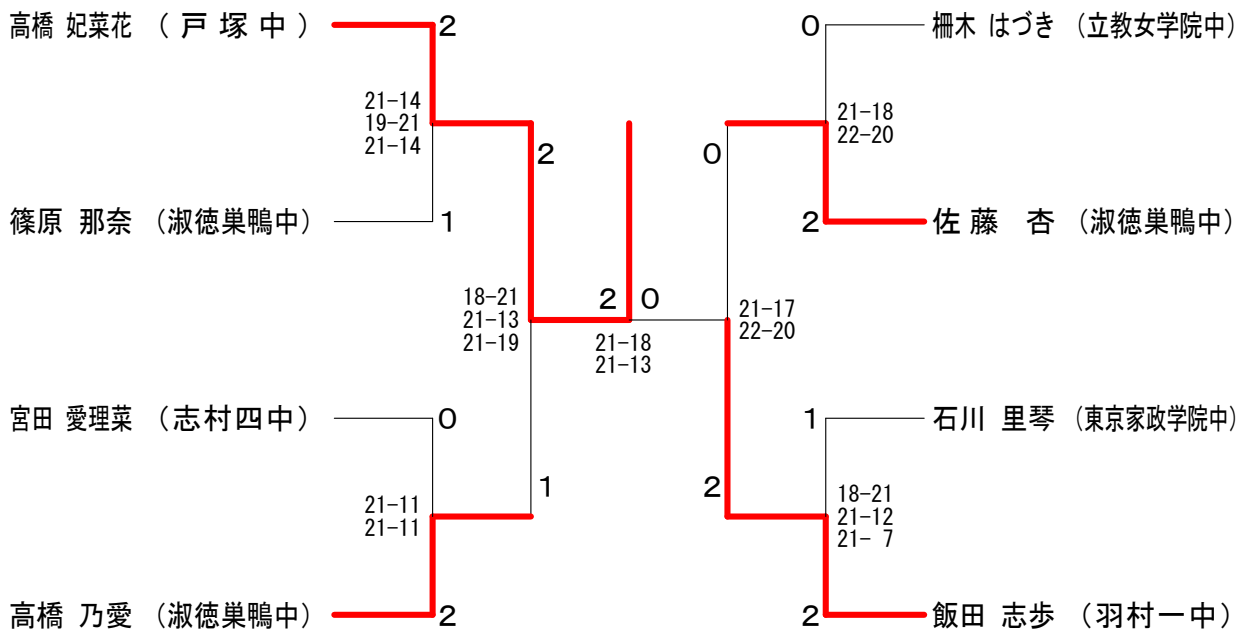 高橋 妃菜花 (戸塚中) 2
21-14
19-21
21-14
篠原 那奈 (淑徳巣鴨中) 1
2
18-21
21-13
21-19
宮田 愛理菜 (志村四中) 0
21-11
21-11
1
高橋 乃愛 (淑徳巣鴨中) 2
2 0
21-18
21-13
0 柵木 はづき (立教女学院中)
21-18
22-20
0
2 佐藤 杏 (淑徳巣鴨中)
21-17
22-20
1 石川 里琴 (東京家政学院中)
2
18-21
21-12
21- 7
2 飯田 志歩 (羽村一中)